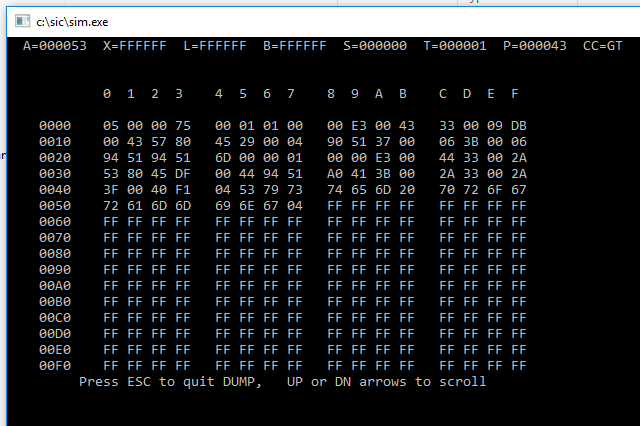 c:\sic\sim.exe
A=000053 X=FFFFFF L=FFFFFF B=FFFFFF S=000000 T=000001 P=000043 CC=GT
0 1 2 3 4 5 6 7 8 9 A B C D E F
0000 05 00 00 75 00 01 01 00 00 E3 00 43 33 00 09 DB
0010 00 43 57 80 45 29 00 04 90 51 37 00 06 3B 00 06
0020 94 51 94 51 6D 00 00 01 00 00 E3 00 44 33 00 2A
0030 53 80 45 DF 00 44 94 51 A0 41 3B 00 2A 33 00 2A
0040 3F 00 40 F1 04 53 79 73 74 65 6D 20 70 72 6F 67
0050 72 61 6D 6D 69 6E 67 04 FF FF FF FF FF FF FF FF
0060 FF FF FF FF FF FF FF FF FF FF FF FF FF FF FF FF
0070 FF FF FF FF FF FF FF FF FF FF FF FF FF FF FF FF
0080 FF FF FF FF FF FF FF FF FF FF FF FF FF FF FF FF
0090 FF FF FF FF FF FF FF FF FF FF FF FF FF FF FF FF
00A0 FF FF FF FF FF FF FF FF FF FF FF FF FF FF FF FF
00B0 FF FF FF FF FF FF FF FF FF FF FF FF FF FF FF FF
00C0 FF FF FF FF FF FF FF FF FF FF FF FF FF FF FF FF
00D0 FF FF FF FF FF FF FF FF FF FF FF FF FF FF FF FF
00E0 FF FF FF FF FF FF FF FF FF FF FF FF FF FF FF FF
00F0 FF FF FF FF FF FF FF FF FF FF FF FF FF FF FF FF
Press ESC to quit DUMP, UP or DN arrows to scroll